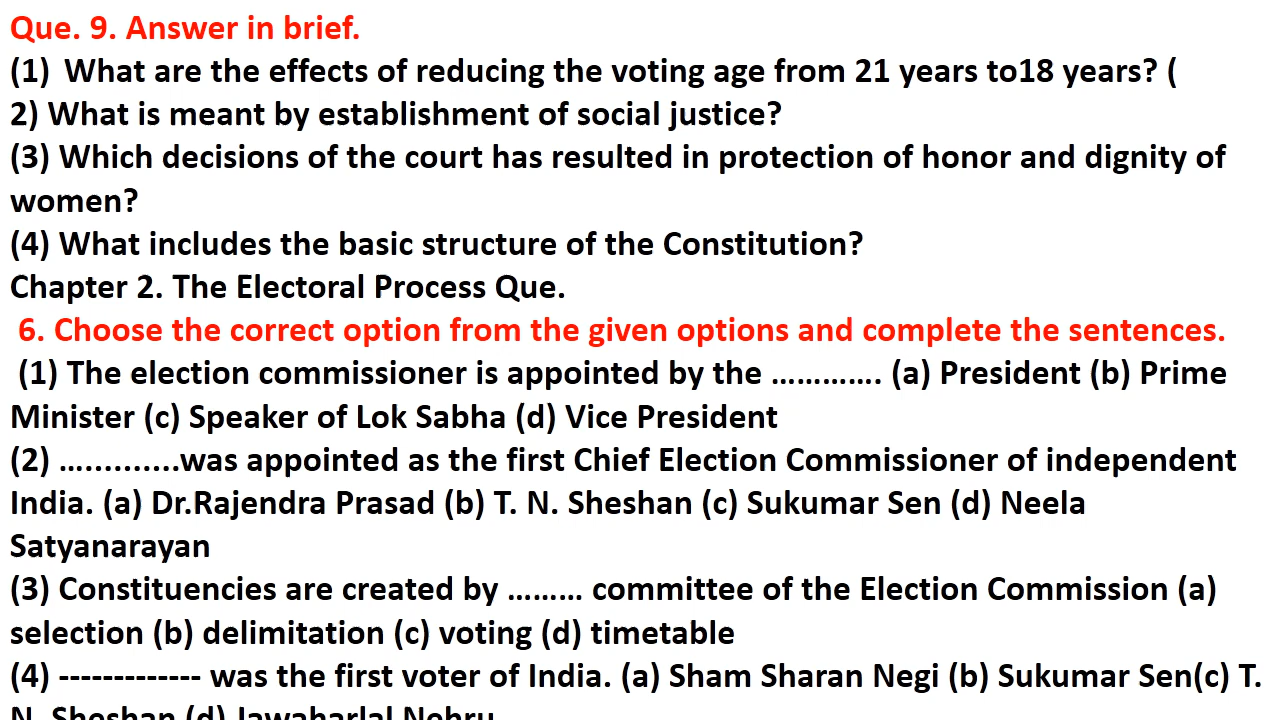 Que. 9. Answer in brief.
(1)  What are the effects of reducing the voting age from 21 years to18 years? (
2) What is meant by establishment of social justice?
(3) Which decisions of the court has resulted in protection of honor and dignity of
women?
(4) What includes the basic structure of the Constitution?
Chapter 2. The Electoral Process Que.
6. Choose the correct option from the given options and complete the sentences.
(1) The election commissioner is appointed by the …………. (a) President (b) Prime
Minister (c) Speaker of Lok Sabha (d) Vice President
(2) …..........was appointed as the first Chief Election Commissioner of independent
India. (a) Dr.Rajendra Prasad (b) T. N. Sheshan (c) Sukumar Sen (d) Neela
Satyanarayan
(3) Constituencies are created by ……… committee of the Election Commission (a)
selection (b) delimitation (c) voting (d) timetable
(4) ------------- was the first voter of India. (a) Sham Sharan Negi (b) Sukumar Sen(c) T.
N. Sheshan (d) Jawaharlal Nehru